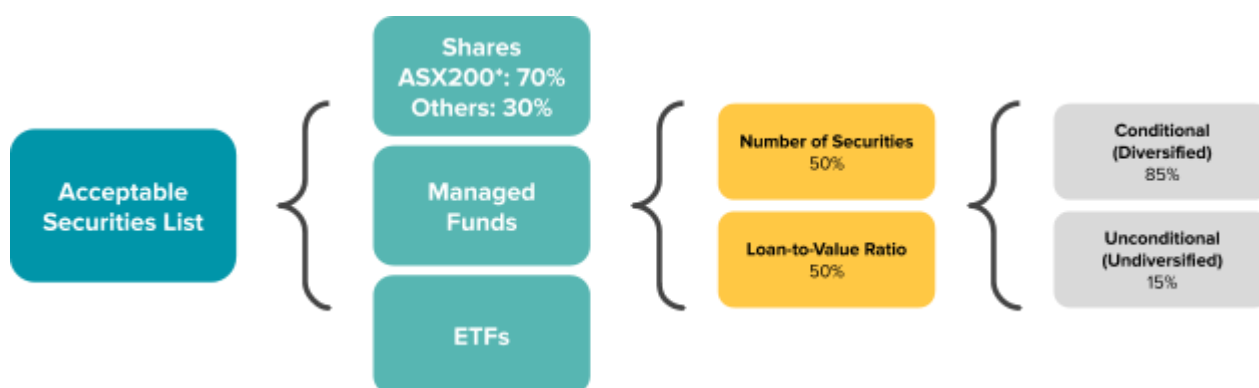 Acceptable
Securities List
Shares
ASX200*: 70%
Others: 30%
Managed
Funds
ETFs
Number of Securities
50%
Loan-to-Value Ratio
50%
Conditional
(Diversified)
85%
Unconditional
(Undiversified)
15%